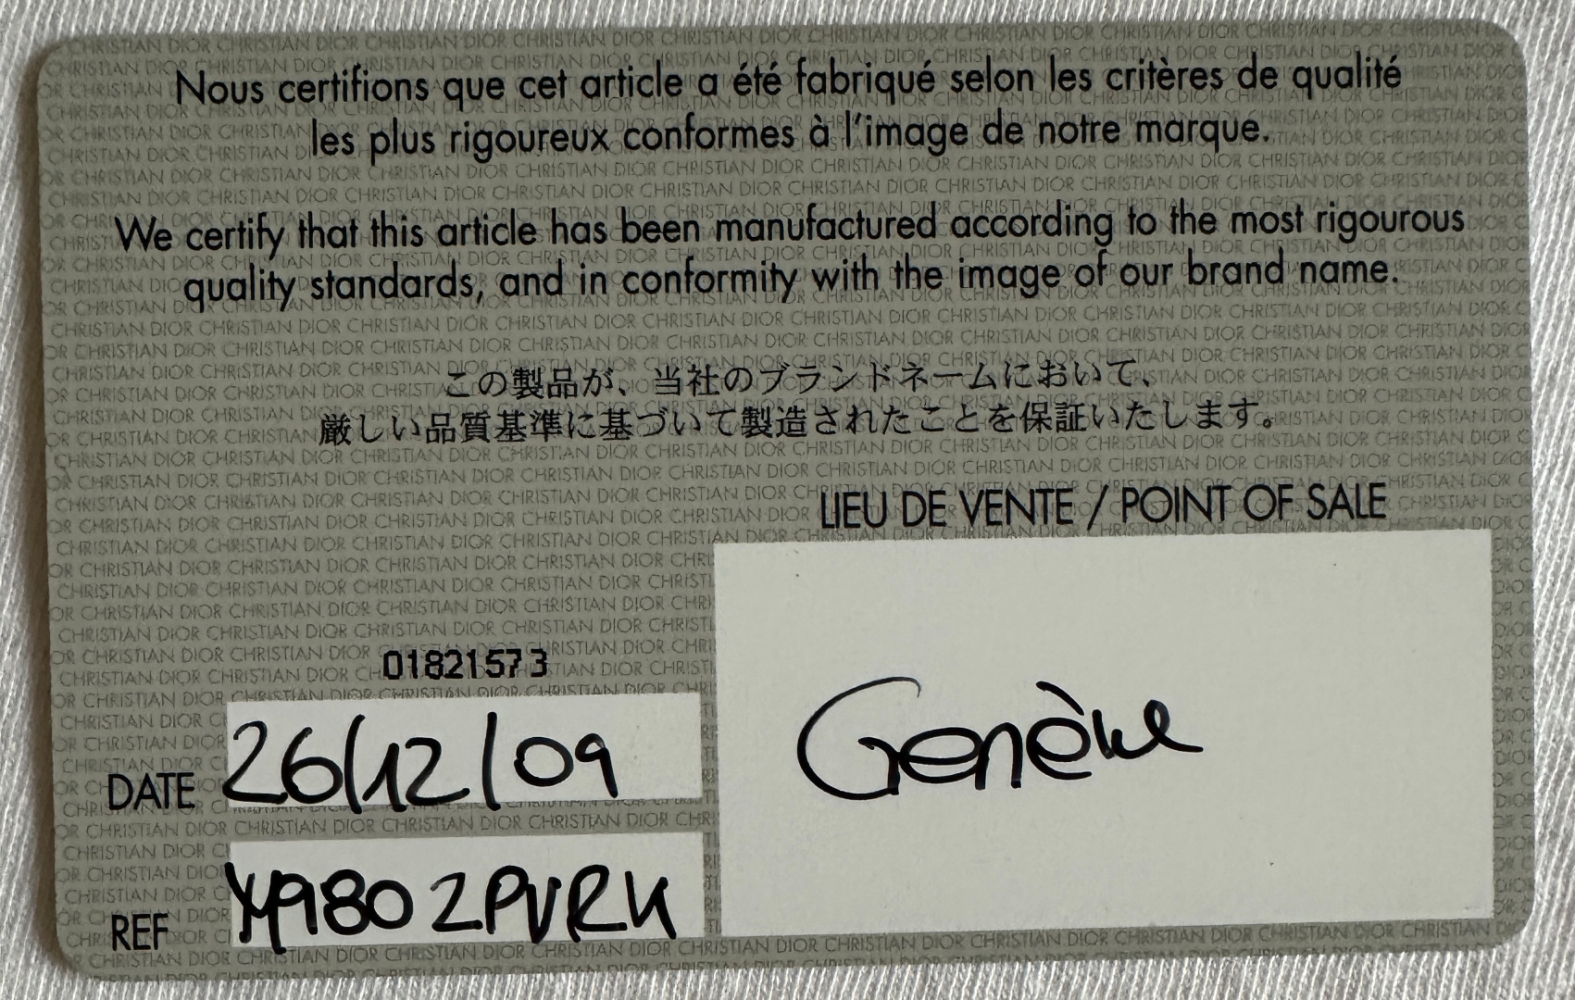 Nous certifions que cet article a été fabriqué selon les critères de qualité
les plus rigoureux conformes à l'image de notre marque.
We certify that this article has been manufactured according to the most rigourous
quality standards, and in conformity with the image of our brand name.
この製品が、当社のブランドネームにおいて、
厳しい品質基準に基づいて製造されたことを保証いたします。
LIEU DE VENTE / POINT OF SALE
Genève
01821573
DATE 26/12/09
REF
CHRISTIAN DIOR